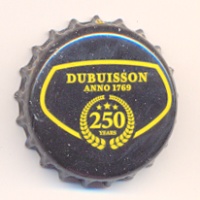 DUBUISSON
ANNO 1769
250
YEARS